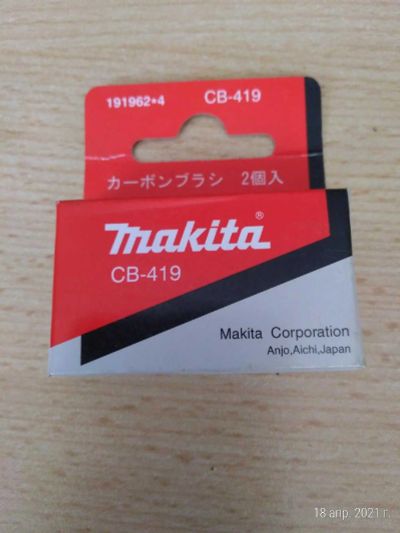 191962*4 CB-419
カーボンブラシ 2個入
makita®
CB-419
Makita Corporation
Anjo,Aichi,Japan
18 апр. 2021 г.